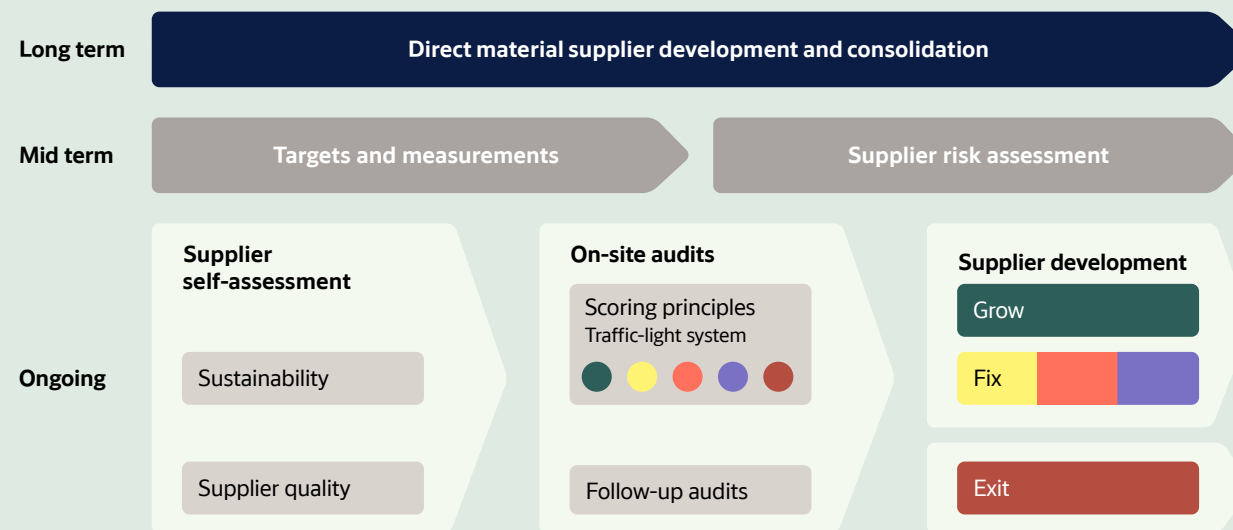 Long term
Direct material supplier development and consolidation
Mid term
Targets and measurements
Supplier risk assessment
Ongoing
Supplier
self-assessment
Sustainability
Supplier quality
On-site audits
Scoring principles
Traffic-light system
Follow-up audits
Supplier development
Grow
Fix
Exit